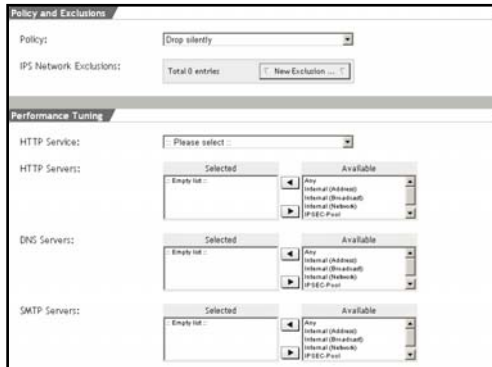 Policy and Exclusions
Policy:
Drop silently
IPS Network Exclusions:
Total 0 entries
New Exclusion ...
Performance Tuning
HTTP Service:
:: Please select ::
HTTP Servers:
Selected
Available
:: Empty list ::
Any
Internal (Address)
Internal (Broadcast)
Internal (Network)
IPSEC-Pool
DNS Servers:
Selected
Available
:: Empty list ::
Any
Internal (Address)
Internal (Broadcast)
Internal (Network)
IPSEC-Pool
SMTP Servers:
Selected
Available
:: Empty list ::
Any
Internal (Address)
Internal (Broadcast)
Internal (Network)
IPSEC-Pool